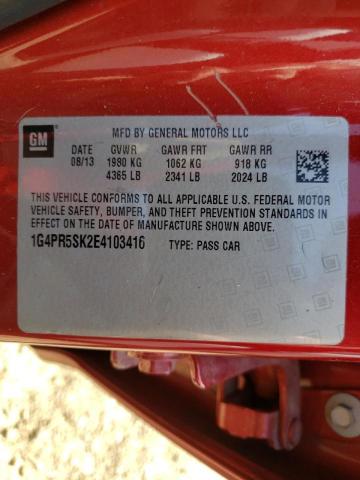 GM
MFD BY GENERAL MOTORS LLC
DATE GVWR GAWR FRT GAWR RR
08/13 1980 KG 1062 KG 918 KG
4365 LB 2341 LB 2024 LB
THIS VEHICLE CONFORMS TO ALL APPLICABLE U.S. FEDERAL MOTOR
VEHICLE SAFETY, BUMPER, AND THEFT PREVENTION STANDARDS
IN EFFECT ON THE DATE OF MANUFACTURE SHOWN ABOVE.
1G4PR5SK2E4103416 TYPE: PASS CAR